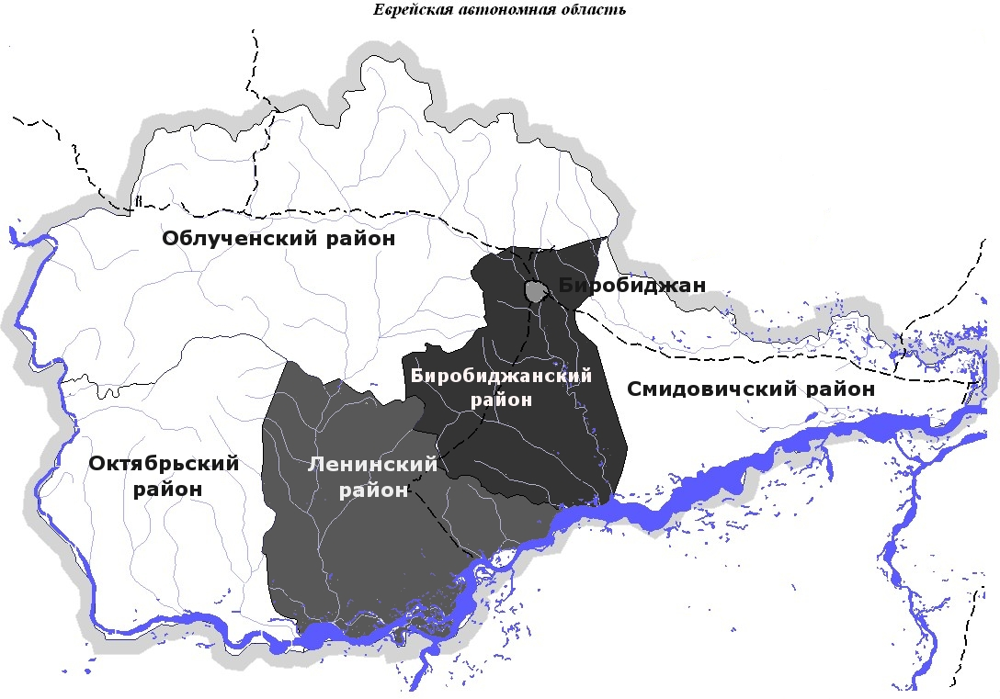 Еврейская автономная область
Облученский район
Биробиджан
Биробиджанский
район
Смидовичский район
Октябрьский
район
Ленинский
район